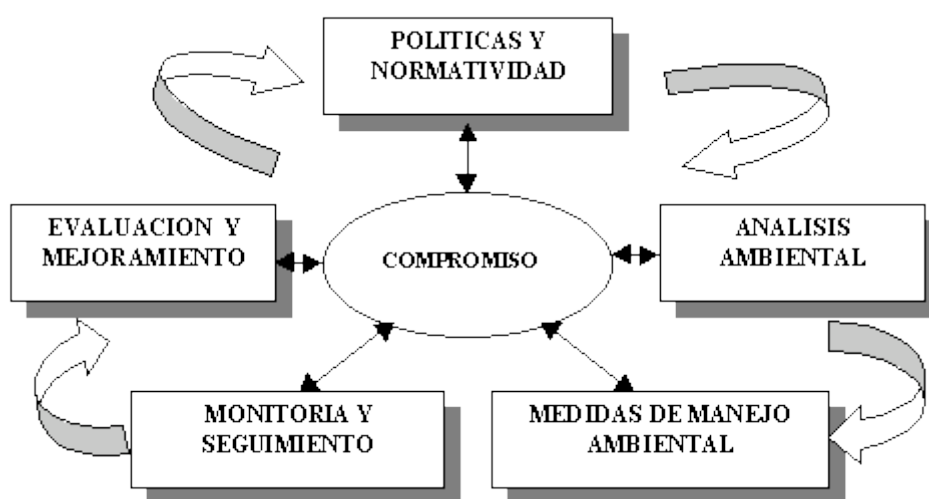 POLITICAS Y
NORMATIVIDAD
EVALUACION Y
MEJORAMIENTO
COMPROMISO
ANALISIS
AMBIENTAL
MONITORIA Y
SEGUIMIENTO
MEDIDAS DE MANEJO
AMBIENTAL